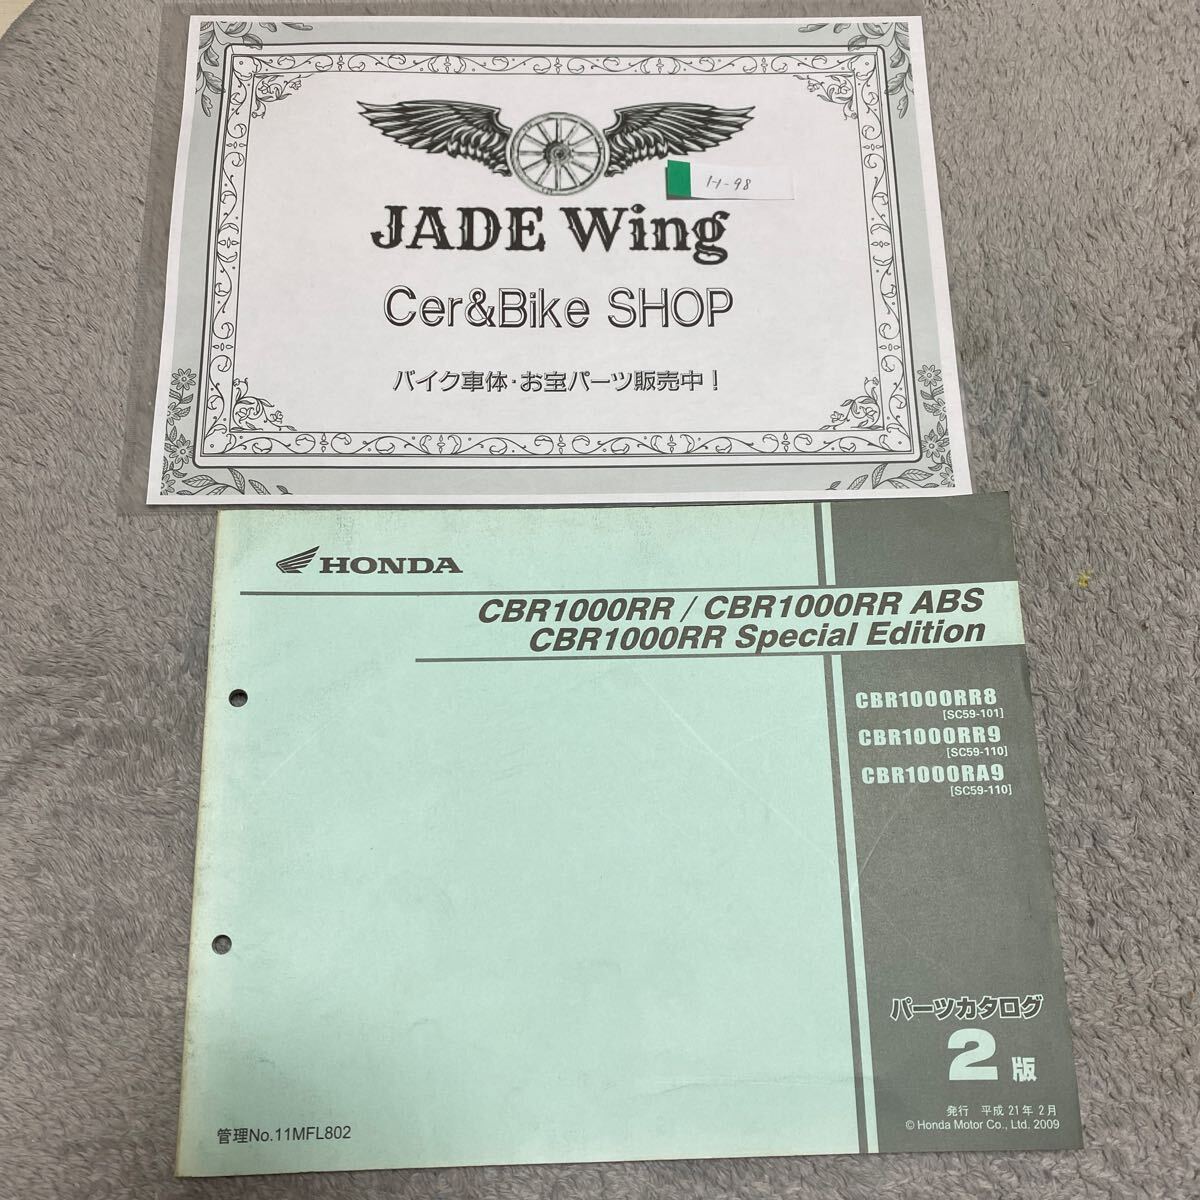 H-98
JADE Wing
Cer&Bike SHOP
バイク車体・お宝パーツ販売中！
HONDA
CBR1000RR / CBR1000RR ABS
CBR1000RR Special Edition
CBR1000RR8
[SC59-101]
CBR1000RR9
[SC59-110]
CBR1000RA9
[SC59-110]
パーツカタログ
2版
発行 平成21年 2月
© Honda Motor Co., Ltd. 2009
管理No.11MFL802